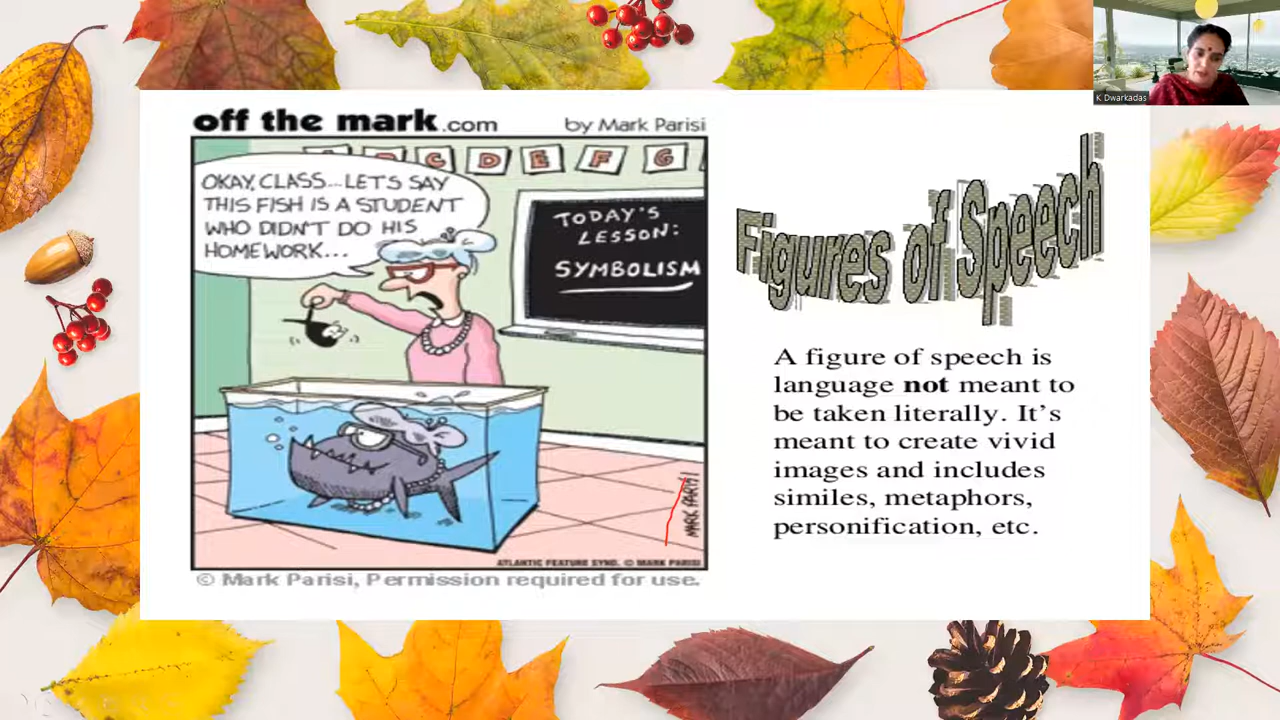 off the mark.com by Mark Parisi
OKAY, CLASS...LET'S SAY
THIS FISH IS A STUDENT
WHO DIDN'T DO HIS
HOMEWORK...
C D E F G
TODAY'S
LESSON:
SYMBOLISM
MARK PARISI
ATLANTIC FEATURE SYND. © MARK PARISI
© Mark Parisi, Permission required for use.
Figures of Speech
A figure of speech is
language not meant to
be taken literally. It's
meant to create vivid
images and includes
similes, metaphors,
personification, etc.
K Dwarkadas